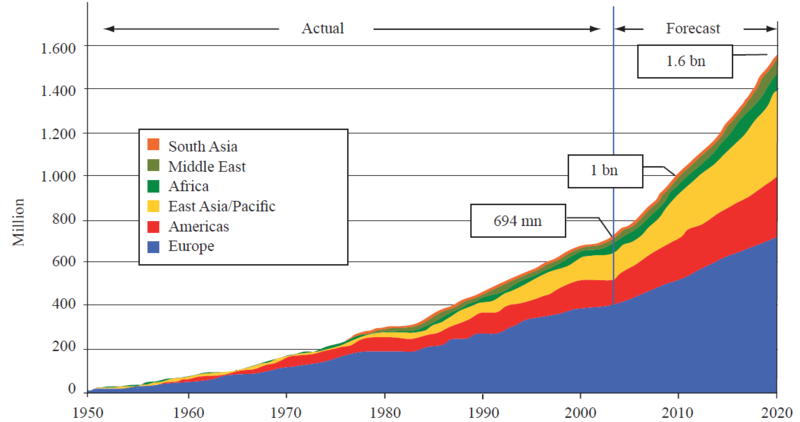 Actual
Forecast
1.600
1.6 bn
1.400
1.200
South Asia
Middle East
1.000
1 bn
Africa
East Asia/Pacific
800
694 mn
Americas
Million
Europe
600
400
200
0
1950
1960
1970
1980
1990
2000
2010
2020